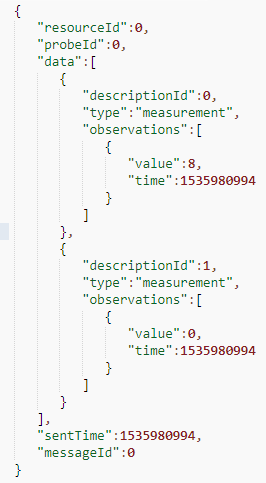 {
"resourceId":0,
"probeId":0,
"data":[
{
"descriptionId":0,
"type":"measurement",
"observations":[
{
"value":8,
"time":1535980994
}
]
},
{
"descriptionId":1,
"type":"measurement",
"observations":[
{
"value":0,
"time":1535980994
}
]
}
],
"sentTime":1535980994,
"messageId":0
}